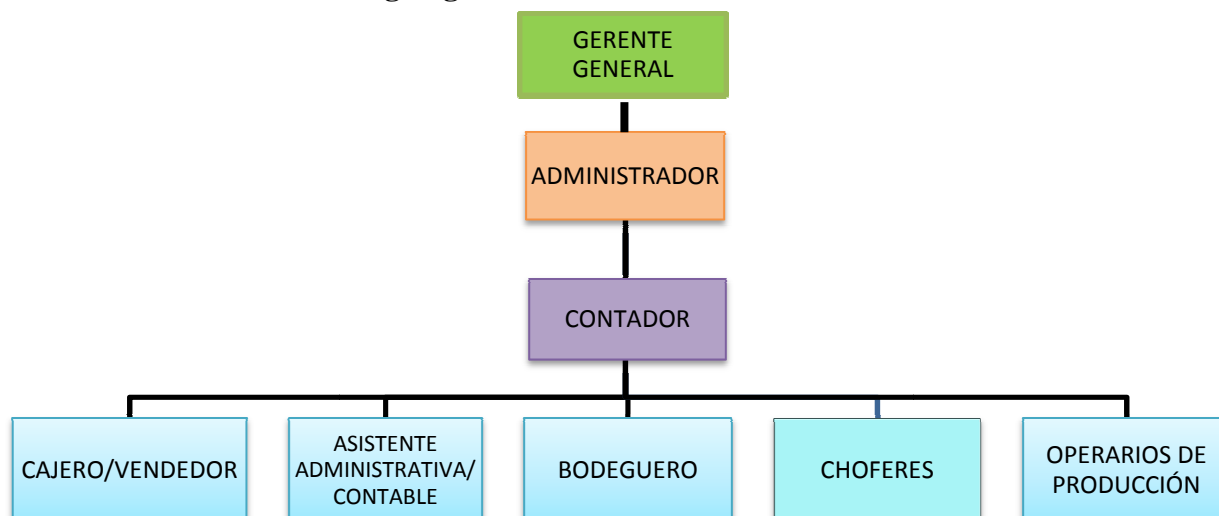 GERENTE
GENERAL
ADMINISTRADOR
CONTADOR
CAJERO/VENDEDOR
ASISTENTE
ADMINISTRATIVA/
CONTABLE
BODEGUERO
CHOFERES
OPERARIOS DE
PRODUCCIÓN